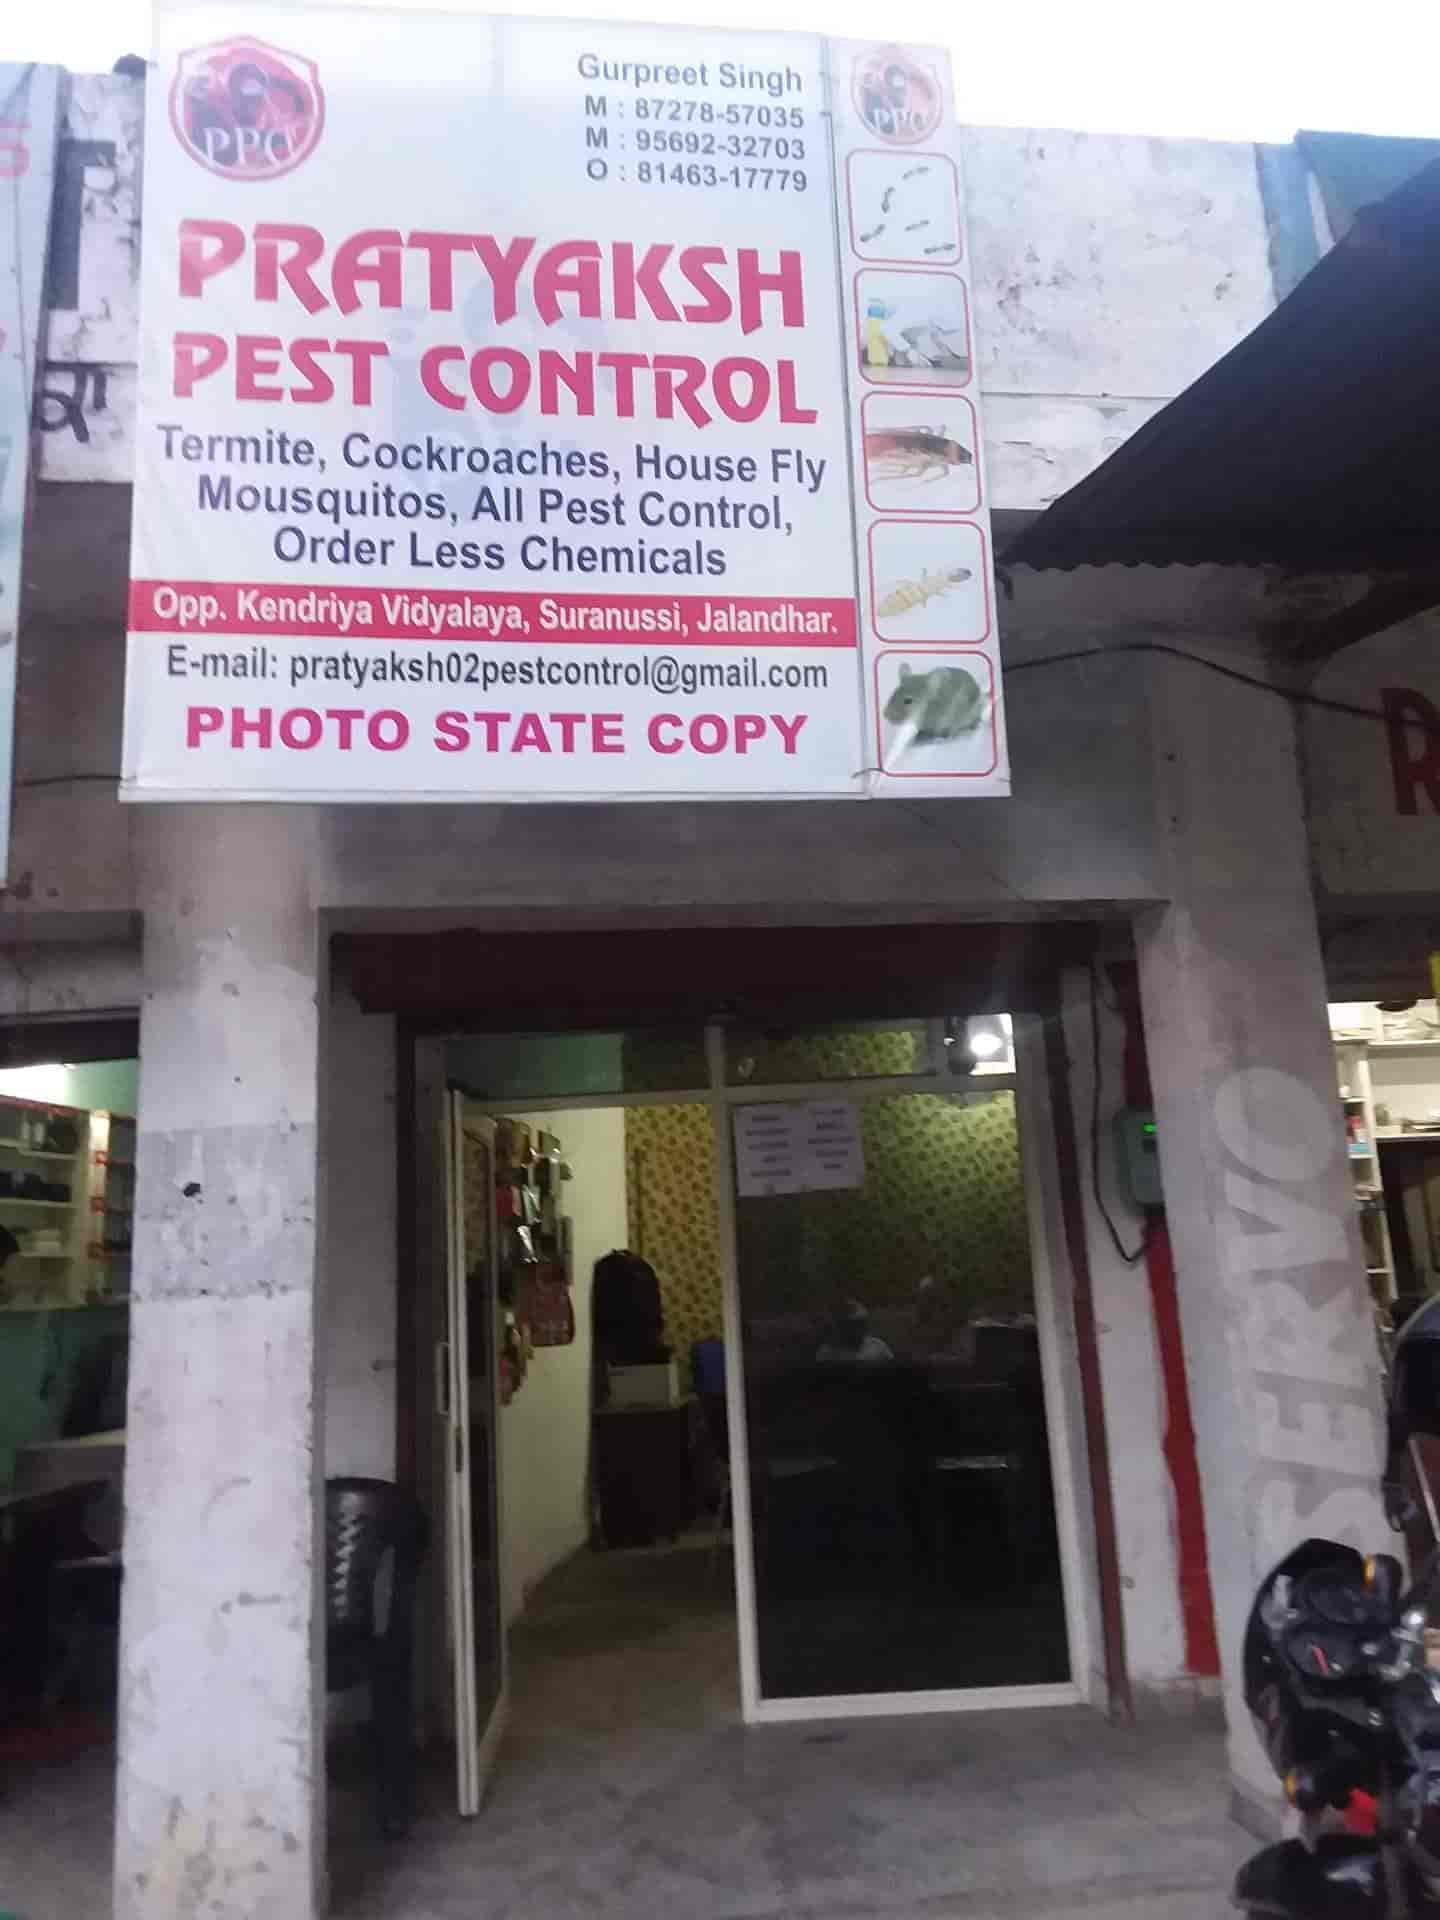 PPC
Gurpreet Singh
M : 87278-57035
M : 95692-32703
O : 81463-17779
PRATYAKSH
PEST CONTROL
Termite, Cockroaches, House Fly
Mousquitos, All Pest Control,
Order Less Chemicals
Opp. Kendriya Vidyalaya, Suranussi, Jalandhar.
E-mail: pratyaksh02pestcontrol@gmail.com
PHOTO STATE COPY
PPC
SERVO
R